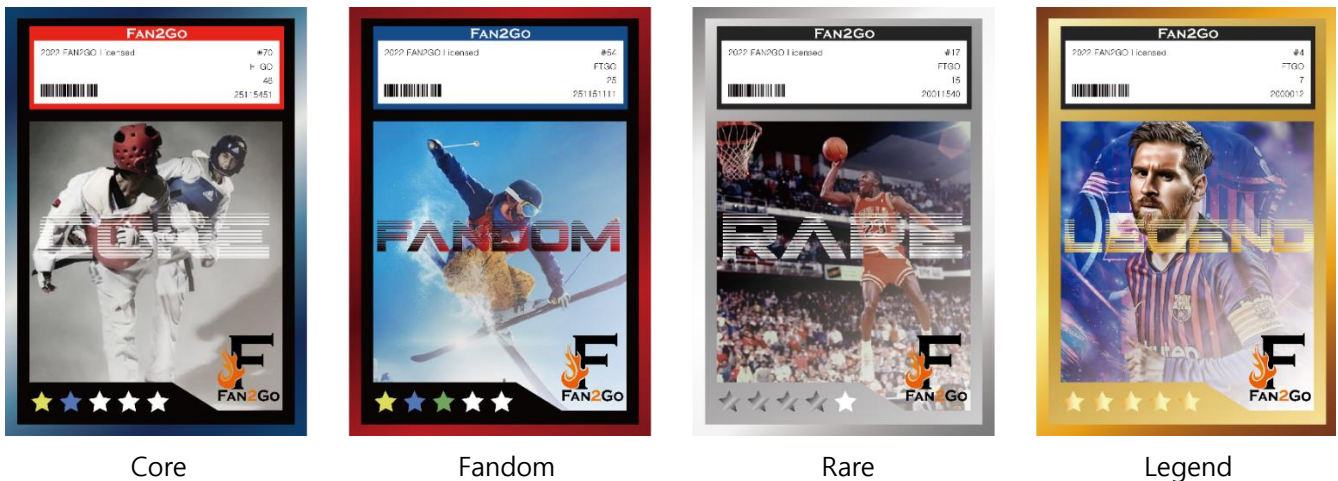 FAN2GO
2022 FAN2GO Licensed #70
FTGO
46
25115451
CORE
F
FAN2GO
Core
FAN2GO
2022 FAN2GO Licensed #54
FTGO
25
251151111
FANDOM
F
FAN2GO
Fandom
FAN2GO
2022 FAN2GO Licensed #17
FTGO
15
20011540
RARE
23
F
FAN2GO
Rare
FAN2GO
2022 FAN2GO Licensed #4
FTGO
7
2000012
LEGEND
F
FAN2GO
Legend